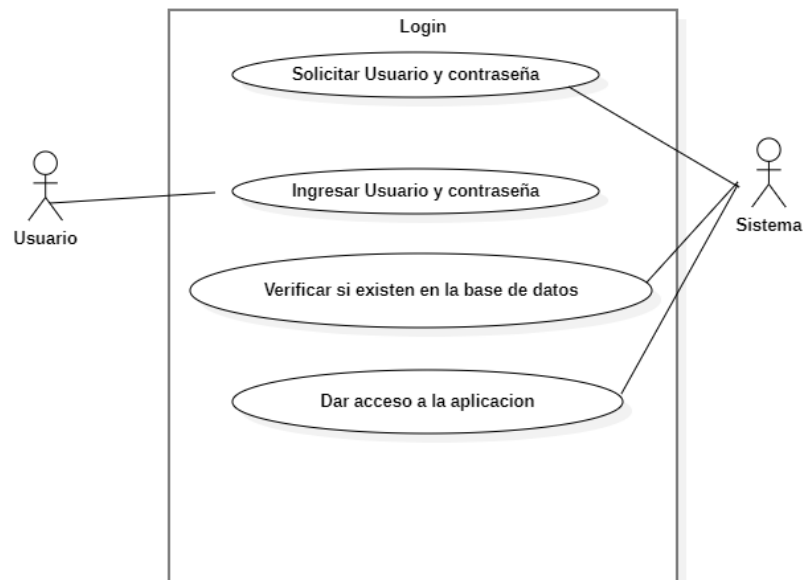 Login
Solicitar Usuario y contraseña
Ingresar Usuario y contraseña
Usuario
Sistema
Verificar si existen en la base de datos
Dar acceso a la aplicacion